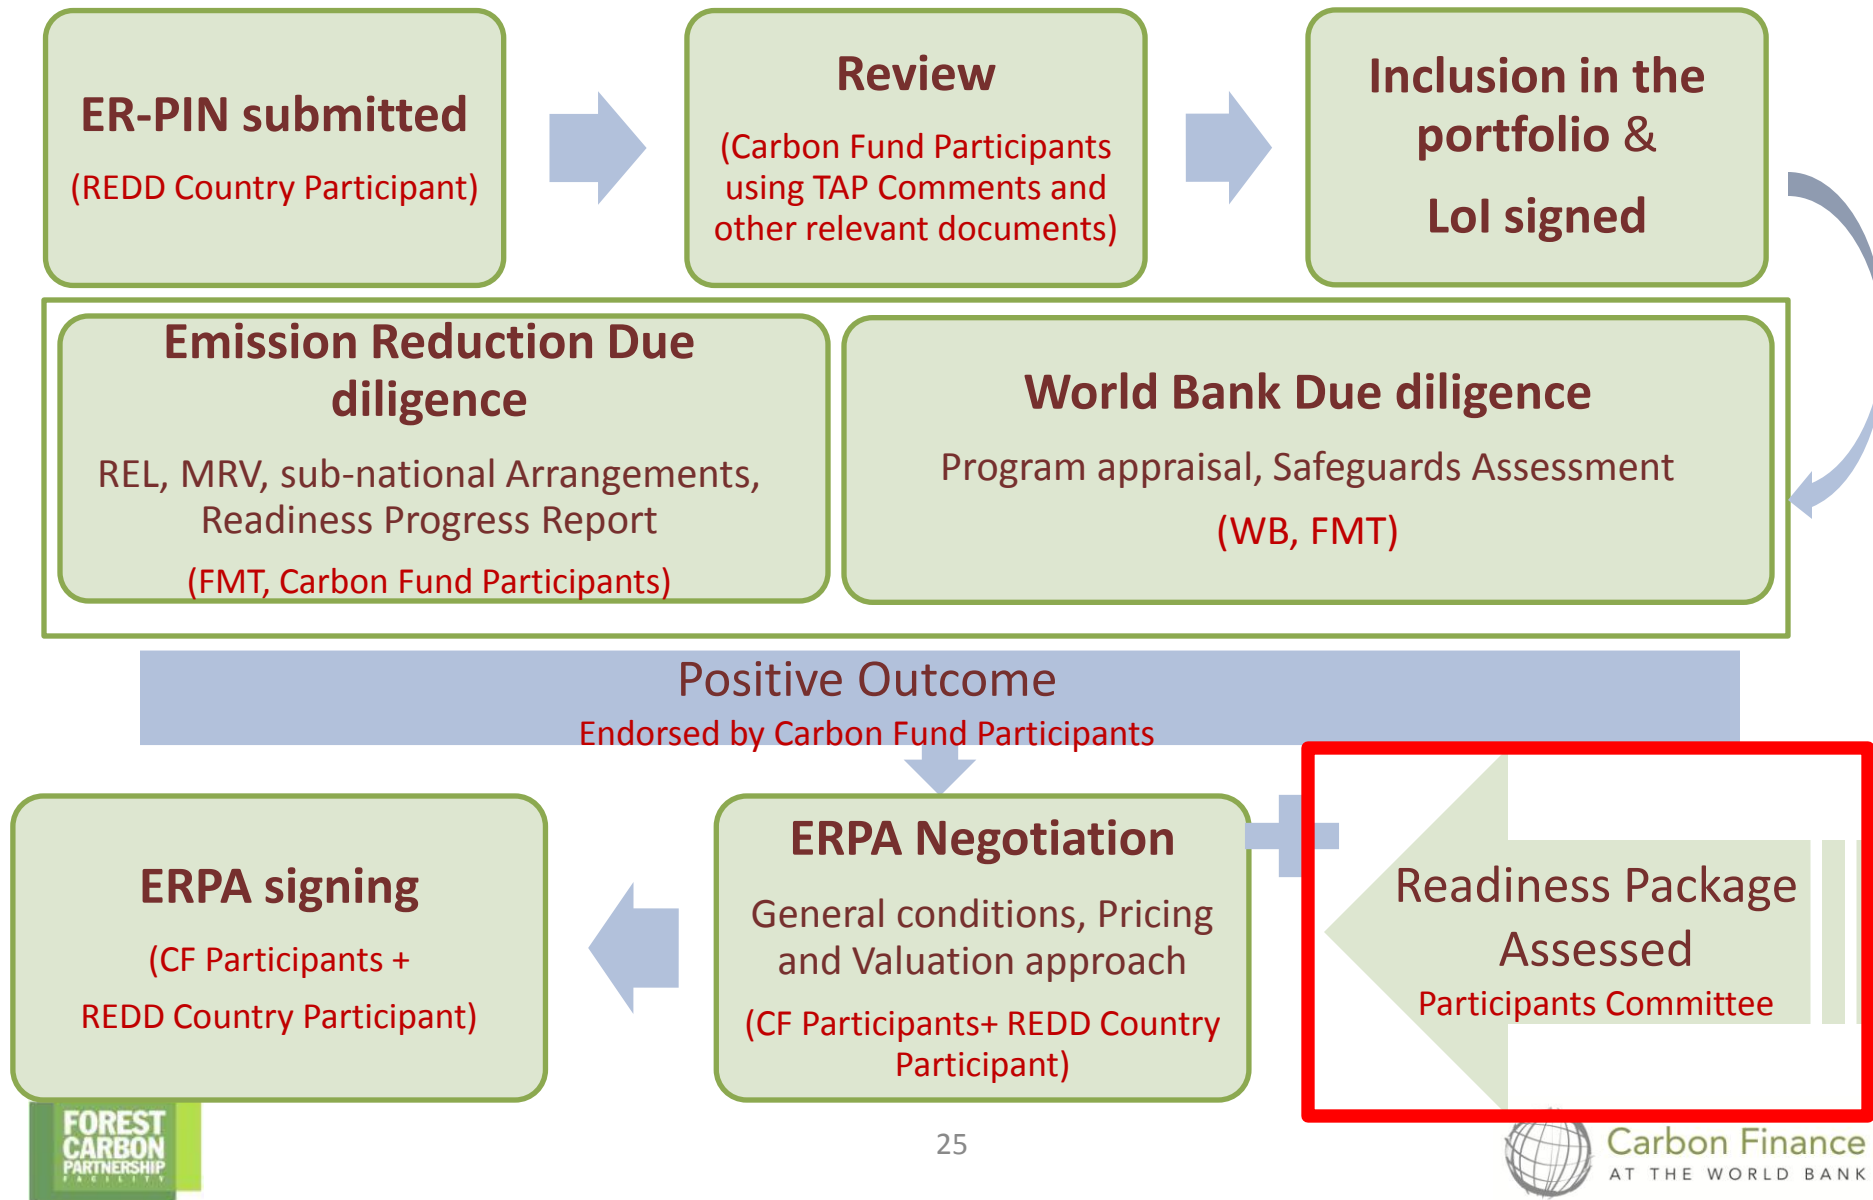 ER-PIN submitted
(REDD Country Participant)
Review
(Carbon Fund Participants
using TAP Comments and
other relevant documents)
Inclusion in the
portfolio &
LoI signed
Emission Reduction Due
diligence
REL, MRV, sub-national Arrangements,
Readiness Progress Report
(FMT, Carbon Fund Participants)
World Bank Due diligence
Program appraisal, Safeguards Assessment
(WB, FMT)
Positive Outcome
Endorsed by Carbon Fund Participants
ERPA signing
(CF Participants +
REDD Country Participant)
ERPA Negotiation
General conditions, Pricing
and Valuation approach
(CF Participants+ REDD Country
Participant)
Readiness Package
Assessed
Participants Committee
FOREST
CARBON
PARTNERSHIP
FACILITY
25
Carbon Finance
AT THE WORLD BANK